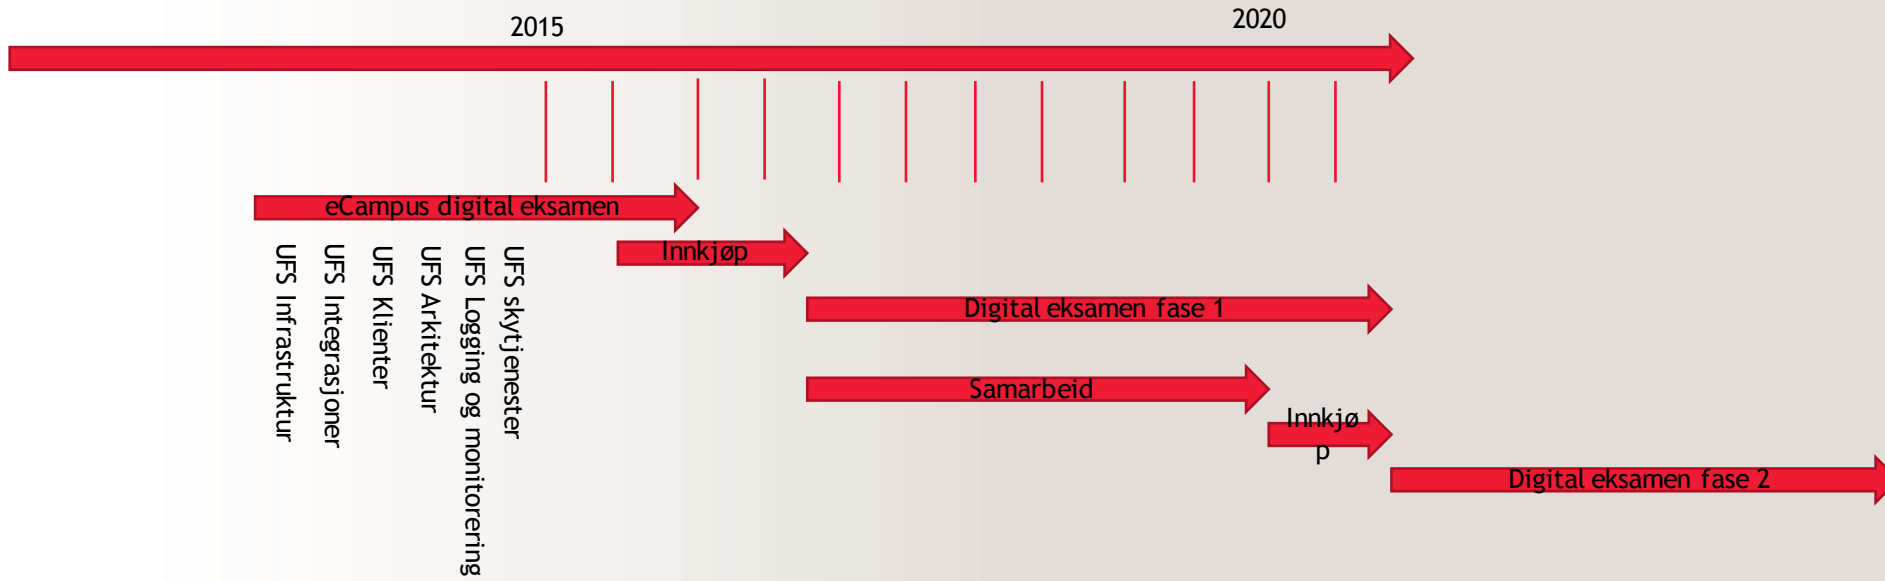 2015
2020
eCampus digital eksamen
Innkjøp
UFS Infrastruktur
UFS Integrasjoner
UFS Klienter
UFS Arkitektur
UFS Logging og monitorering
UFS skytjenester
Digital eksamen fase 1
Samarbeid
Innkjø
p
Digital eksamen fase 2